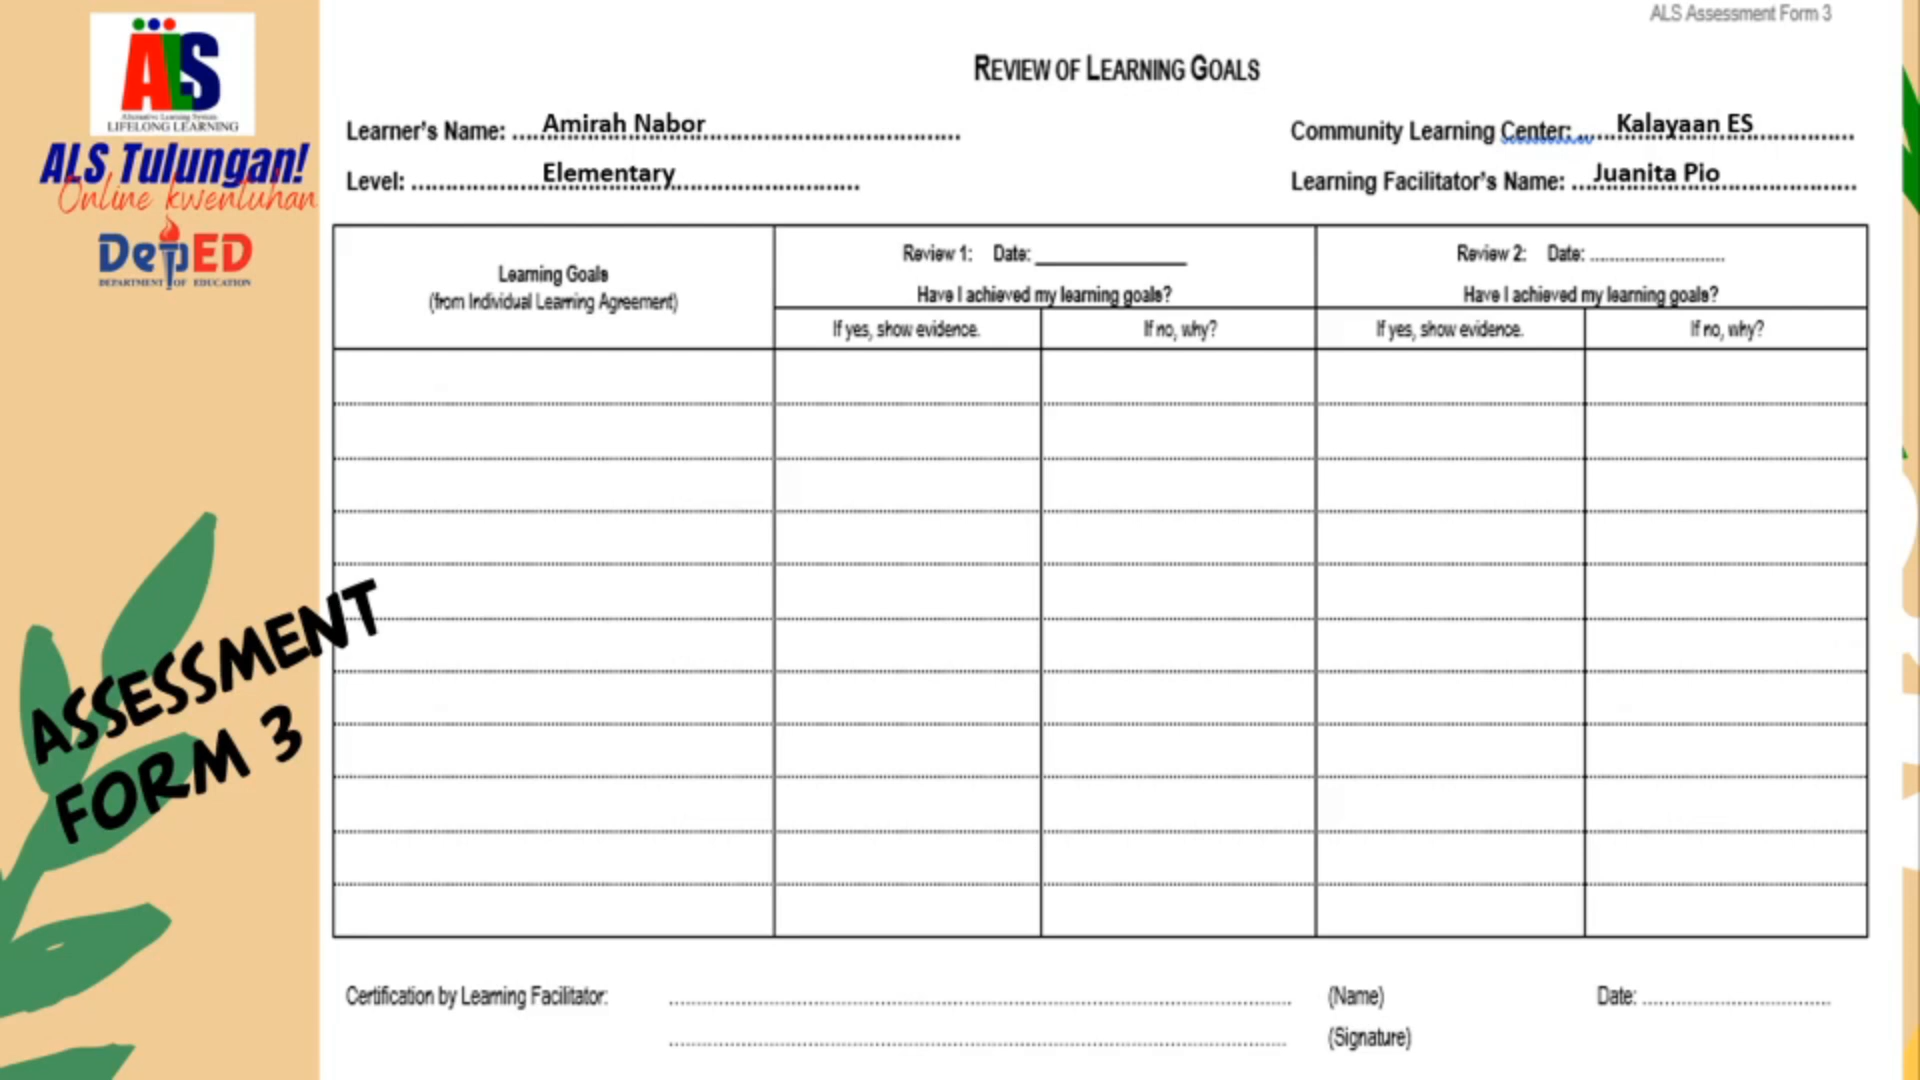 ALS Assessment Form 3
ALS
Alternative Learning System
LIFELONG LEARNING
ALS Tulungan!
Online kwentuhan
DepED
DEPARTMENT OF EDUCATION
ASSESSMENT
FORM 3
REVIEW OF LEARNING GOALS
Learner's Name: Amirah Nabor
Community Learning Center: Kalayaan ES
Level: Elementary
Learning Facilitator's Name: Juanita Pio
Learning Goals
(from Individual Learning Agreement)
Review 1: Date:
Have I achieved my learning goals?
If yes, show evidence.
If no, why?
Review 2: Date:
Have I achieved my learning goals?
If yes, show evidence.
If no, why?
Certification by Learning Facilitator:
(Name)
Date:
(Signature)